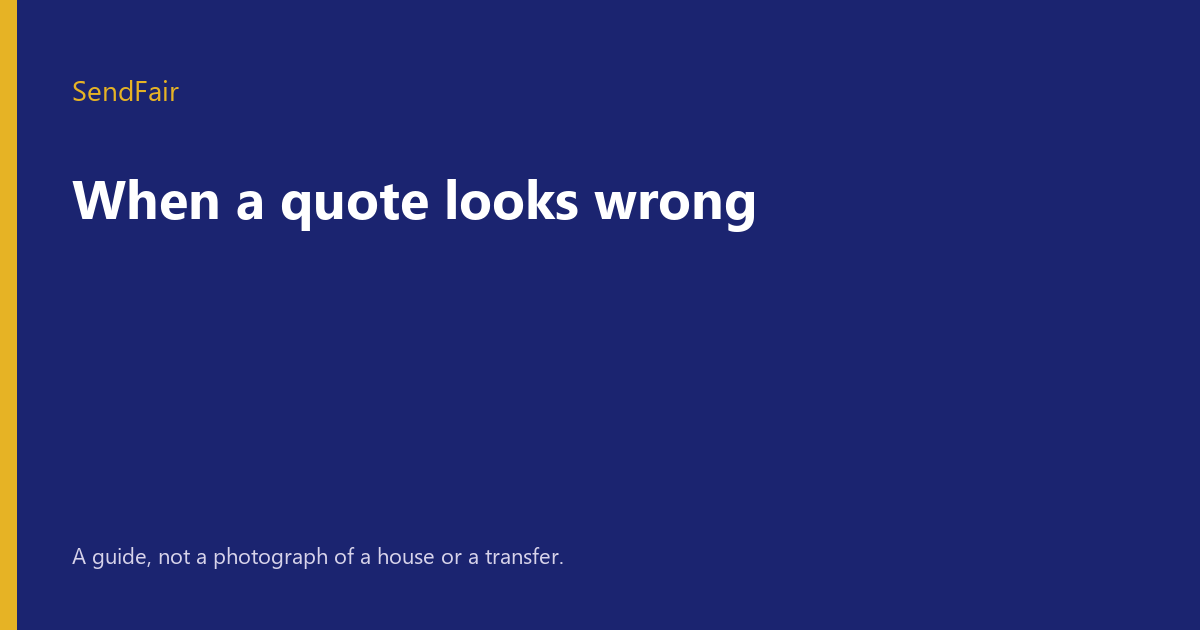 SendFair
When a quote looks wrong
A guide, not a photograph of a house or a transfer.